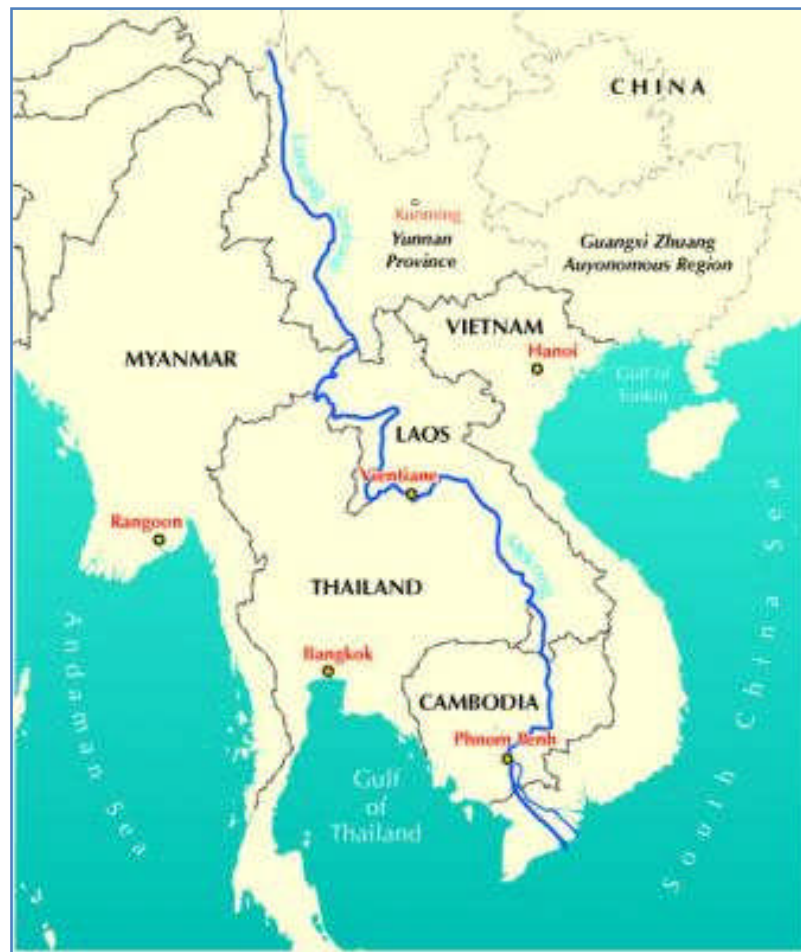 CHINA
Kunming
Yunnan
Province
Guangxi Zhuang
Auyonomous Region
VIETNAM
Hanoi
MYANMAR
Gulf of
Tonkin
LAOS
Vientiane
Rangoon
Mekong
THAILAND
Bangkok
CAMBODIA
Phnom Penh
Gulf
of
Thailand
Andaman Sea
South China Sea